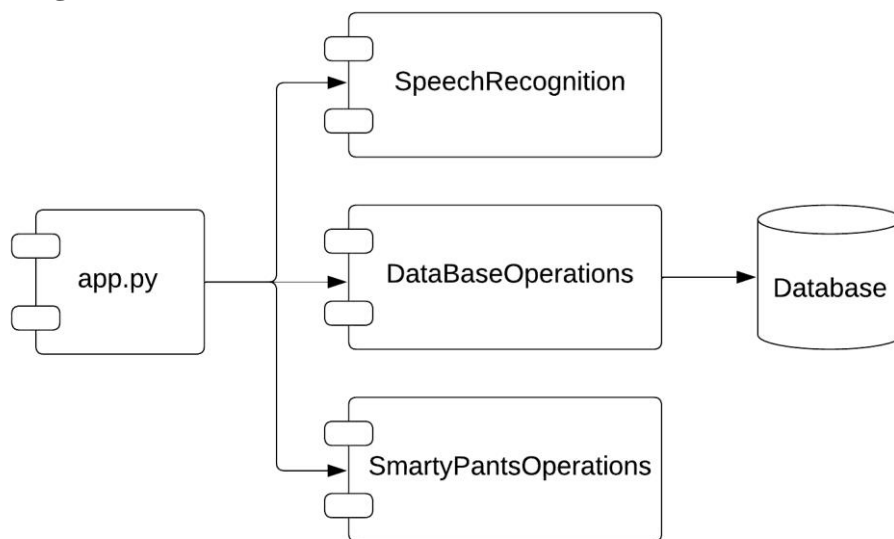 SpeechRecognition
app.py
DataBaseOperations
Database
SmartyPantsOperations